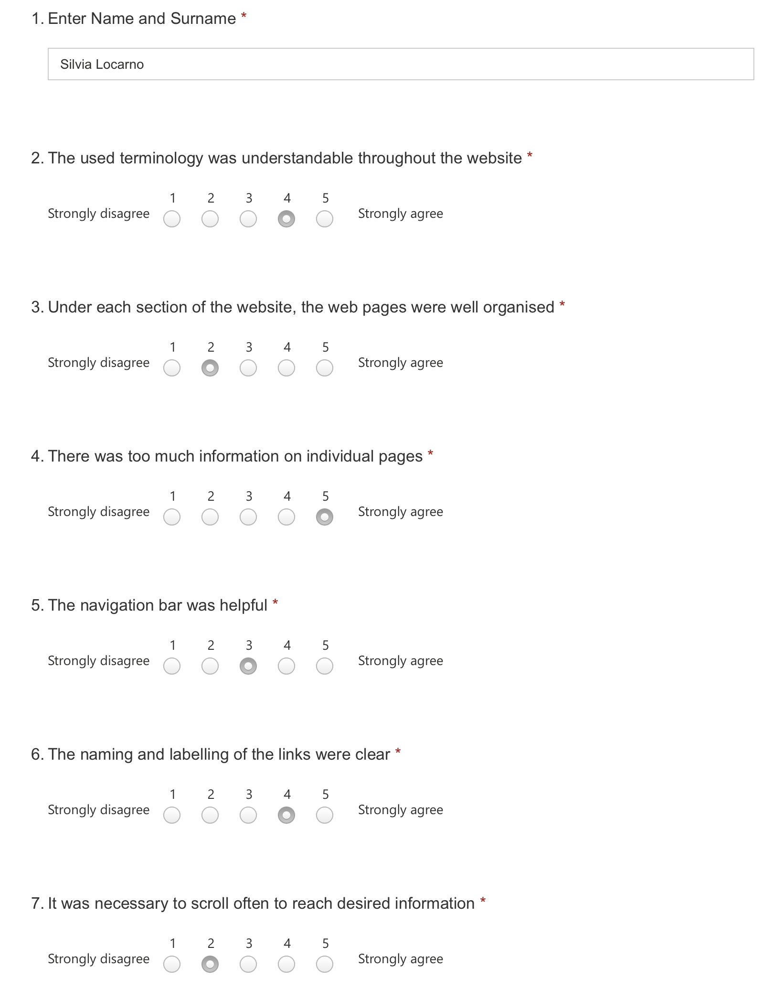 1. Enter Name and Surname *
Silvia Locarno
2. The used terminology was understandable throughout the website *
1 2 3 4 5
Strongly disagree Strongly agree
3. Under each section of the website, the web pages were well organised *
1 2 3 4 5
Strongly disagree Strongly agree
4. There was too much information on individual pages *
1 2 3 4 5
Strongly disagree Strongly agree
5. The navigation bar was helpful *
1 2 3 4 5
Strongly disagree Strongly agree
6. The naming and labelling of the links were clear *
1 2 3 4 5
Strongly disagree Strongly agree
7. It was necessary to scroll often to reach desired information *
1 2 3 4 5
Strongly disagree Strongly agree